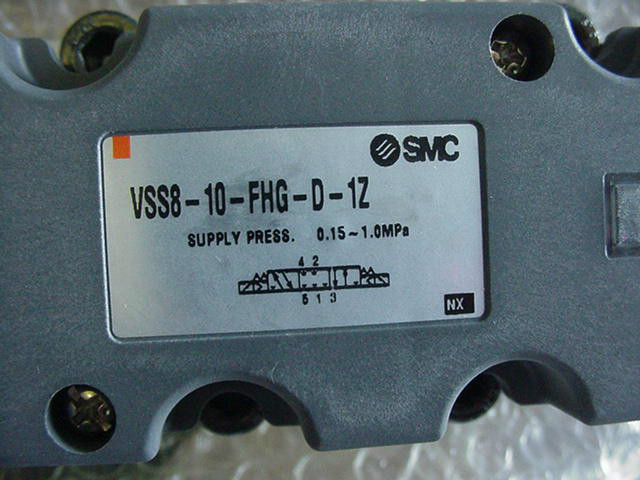 SMC
VSS8-10-FHG-D-1Z
SUPPLY PRESS. 0.15~1.0MPa
4 2
5 1 3
NX